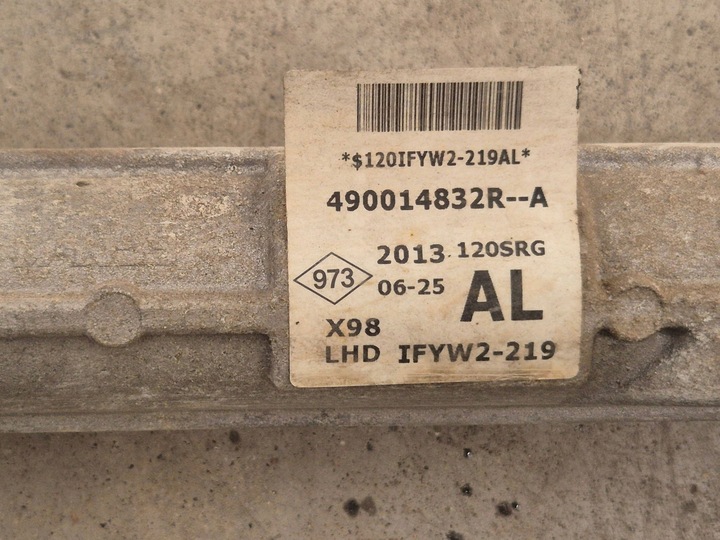 *$120IFYW2-219AL*
490014832R--A
2013 120SRG
973 06-25 AL
X98
LHD IFYW2-219